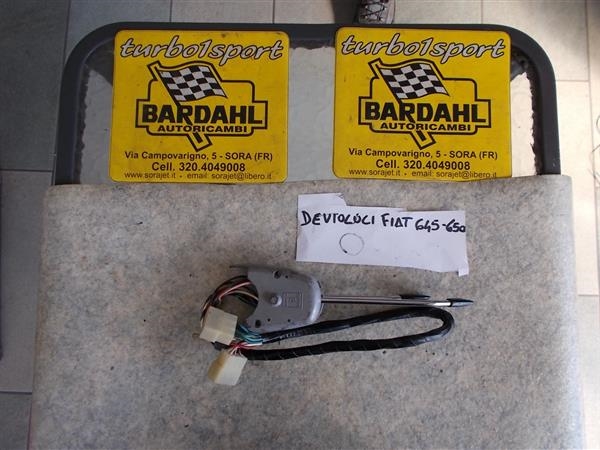 turbo1sport
BARDAHL
AUTORICAMBI
Via Campovarigno, 5 - SORA (FR)
Cell. 320.4049008
www.sorajet.it - email: sorajet@libero.it
turbo1sport
BARDAHL
AUTORICAMBI
Via Campovarigno, 5 - SORA (FR)
Cell. 320.4049008
www.sorajet.it - email: sorajet@libero.it
DEVIOLUCI FIAT 645-650